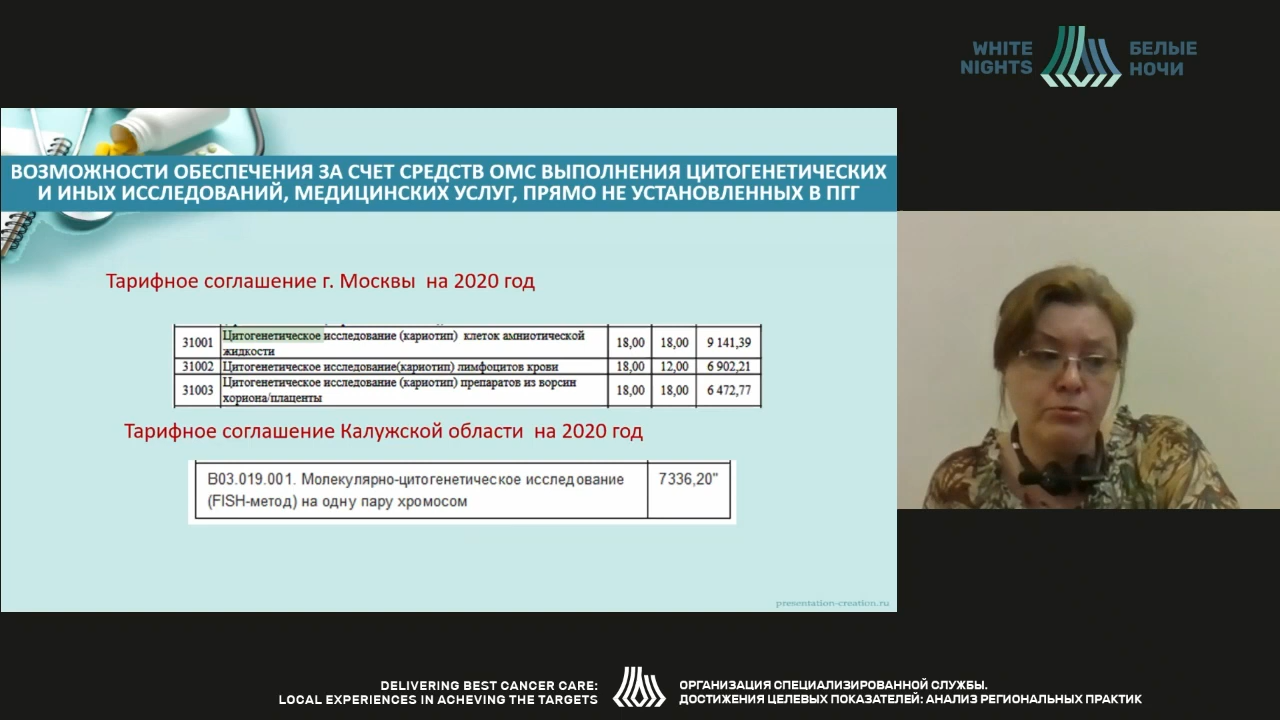 WHITE NIGHTS
БЕЛЫЕ НОЧИ
ВОЗМОЖНОСТИ ОБЕСПЕЧЕНИЯ ЗА СЧЕТ СРЕДСТВ ОМС ВЫПОЛНЕНИЯ ЦИТОГЕНЕТИЧЕСКИХ
И ИНЫХ ИССЛЕДОВАНИЙ, МЕДИЦИНСКИХ УСЛУГ, ПРЯМО НЕ УСТАНОВЛЕННЫХ В ПГГ
Тарифное соглашение г. Москвы на 2020 год
31001 Цитогенетическое исследование (кариотип) клеток амниотической 18,00 18,00 9 141,39
жидкости
31002 Цитогенетическое исследование(кариотип) лимфоцитов крови 18,00 12,00 6 902,21
31003 Цитогенетическое исследование (кариотип) препаратов из ворсин 18,00 18,00 6 472,77
хориона/плаценты
Тарифное соглашение Калужской области на 2020 год
B03.019.001. Молекулярно-цитогенетическое исследование 7336,20"
(FISH-метод) на одну пару хромосом
presentation-creation.ru
DELIVERING BEST CANCER CARE:
LOCAL EXPERIENCES IN ACHEVING THE TARGETS
ОРГАНИЗАЦИЯ СПЕЦИАЛИЗИРОВАННОЙ СЛУЖБЫ.
ДОСТИЖЕНИЯ ЦЕЛЕВЫХ ПОКАЗАТЕЛЕЙ: АНАЛИЗ РЕГИОНАЛЬНЫХ ПРАКТИК